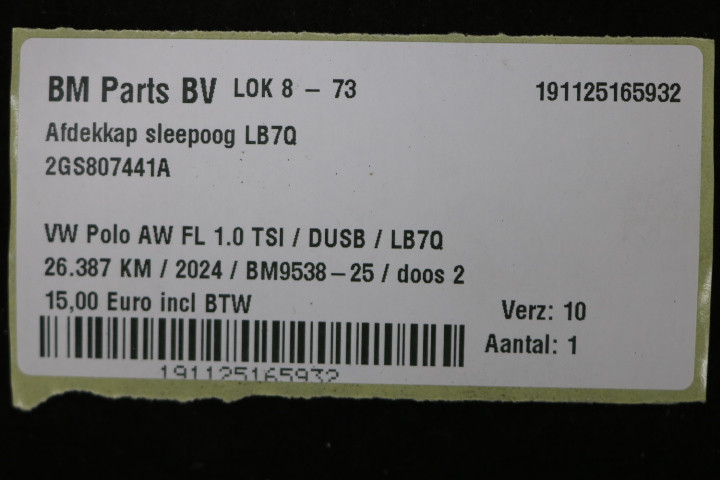 BM Parts BV LOK 8 – 73 191125165932
Afdekkap sleepoog LB7Q
2GS807441A
VW Polo AW FL 1.0 TSI / DUSB / LB7Q
26.387 KM / 2024 / BM9538–25 / doos 2
15,00 Euro incl BTW
Verz: 10
Aantal: 1
191125165932